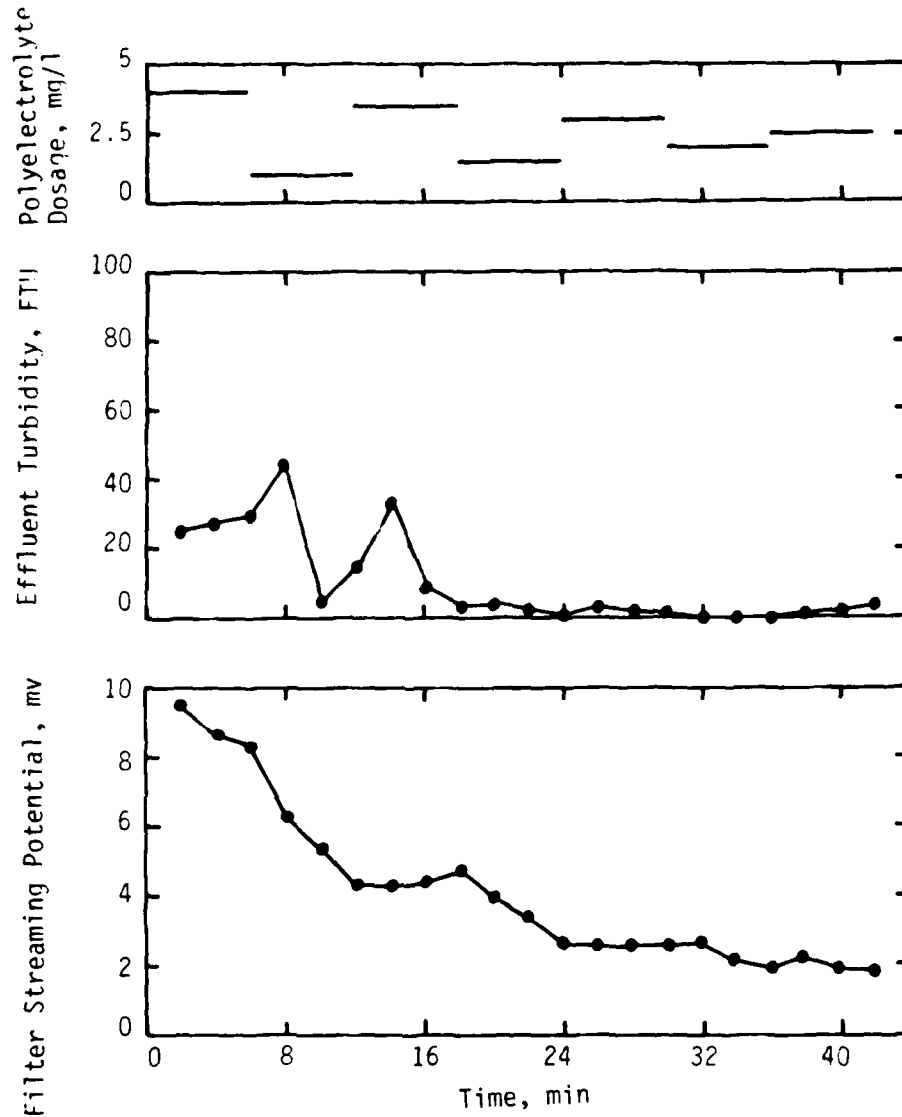 Polyelectrolyte
Dosage, mg/l
5
2.5
0
Effluent Turbidity, FTU
100
80
60
40
20
0
Filter Streaming Potential, mv
10
8
6
4
2
0
0 8 16 24 32 40
Time, min